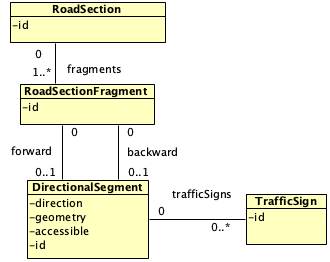 RoadSection
-id
0
1..*
fragments
RoadSectionFragment
-id
0
0
forward
backward
0..1
0..1
DirectionalSegment
-direction
-geometry
-accessible
-id
trafficSigns
0
0..*
TrafficSign
-id